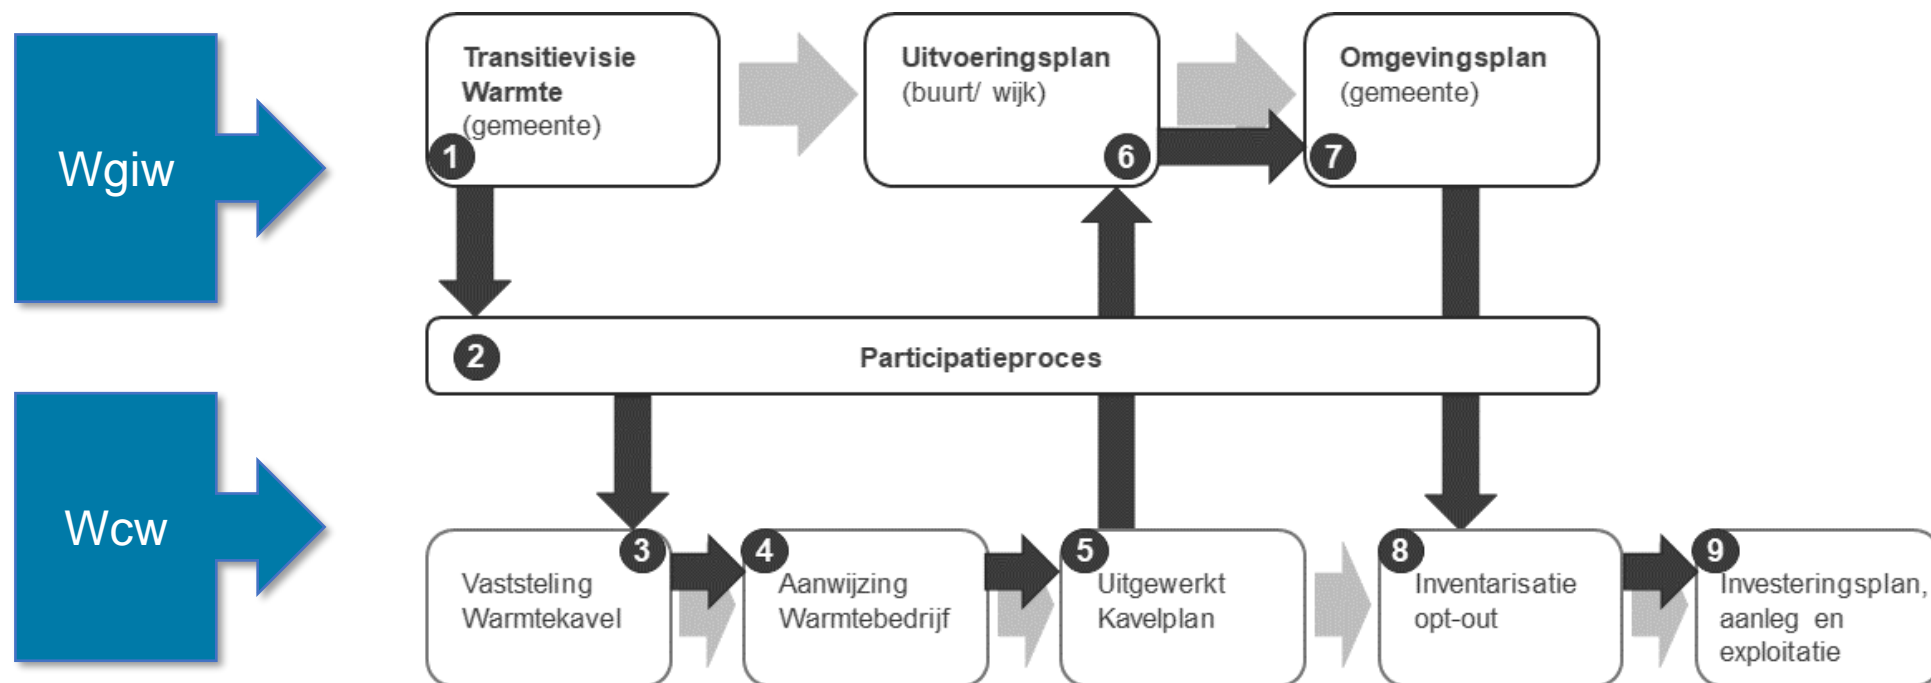 Wgiw
Transitievisie
Warmte
(gemeente)
1
Uitvoeringsplan
(buurt/ wijk)
6
Omgevingsplan
(gemeente)
7
2
Participatieproces
Wcw
3
Vaststeling
Warmtekavel
4
Aanwijzing
Warmtebedrijf
5
Uitgewerkt
Kavelplan
8
Inventarisatie
opt-out
9
Investeringsplan,
aanleg en
exploitatie